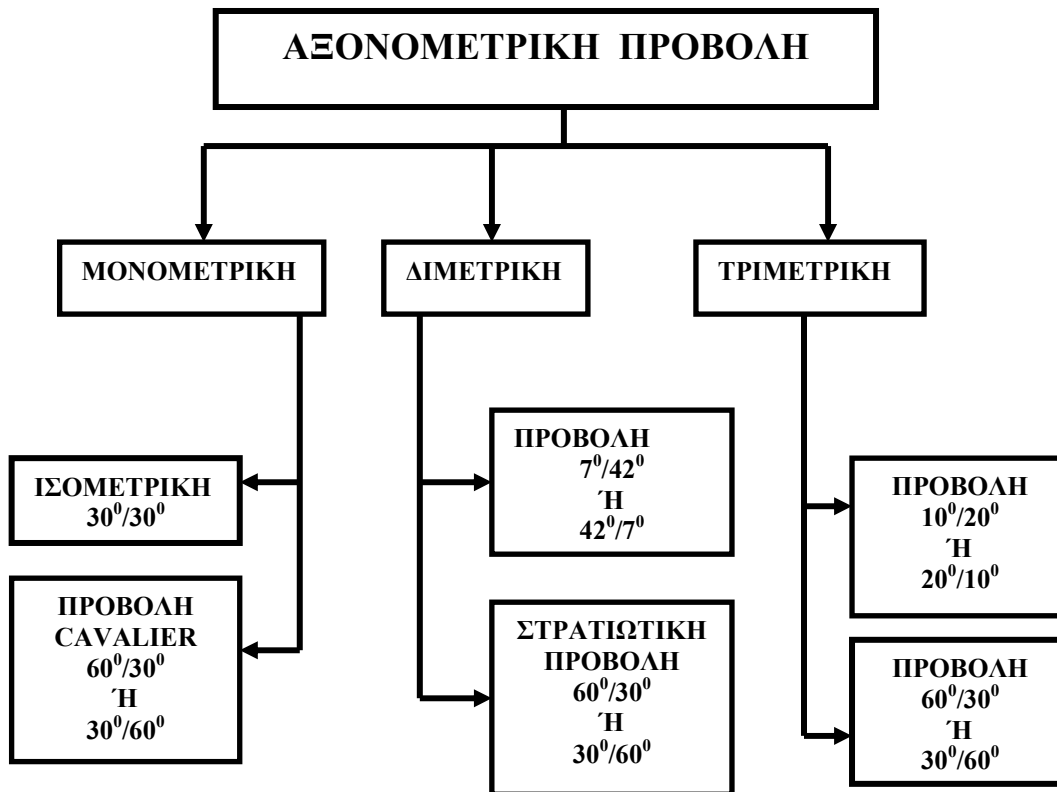 ΑΞΟΝΟΜΕΤΡΙΚΗ ΠΡΟΒΟΛΗ
ΜΟΝΟΜΕΤΡΙΚΗ
ΔΙΜΕΤΡΙΚΗ
ΤΡΙΜΕΤΡΙΚΗ
ΙΣΟΜΕΤΡΙΚΗ
30⁰/30⁰
ΠΡΟΒΟΛΗ
CAVALIER
60⁰/30⁰
Ή
30⁰/60⁰
ΠΡΟΒΟΛΗ
7⁰/42⁰
Ή
42⁰/7⁰
ΣΤΡΑΤΙΩΤΙΚΗ
ΠΡΟΒΟΛΗ
60⁰/30⁰
Ή
30⁰/60⁰
ΠΡΟΒΟΛΗ
10⁰/20⁰
Ή
20⁰/10⁰
ΠΡΟΒΟΛΗ
60⁰/30⁰
Ή
30⁰/60⁰